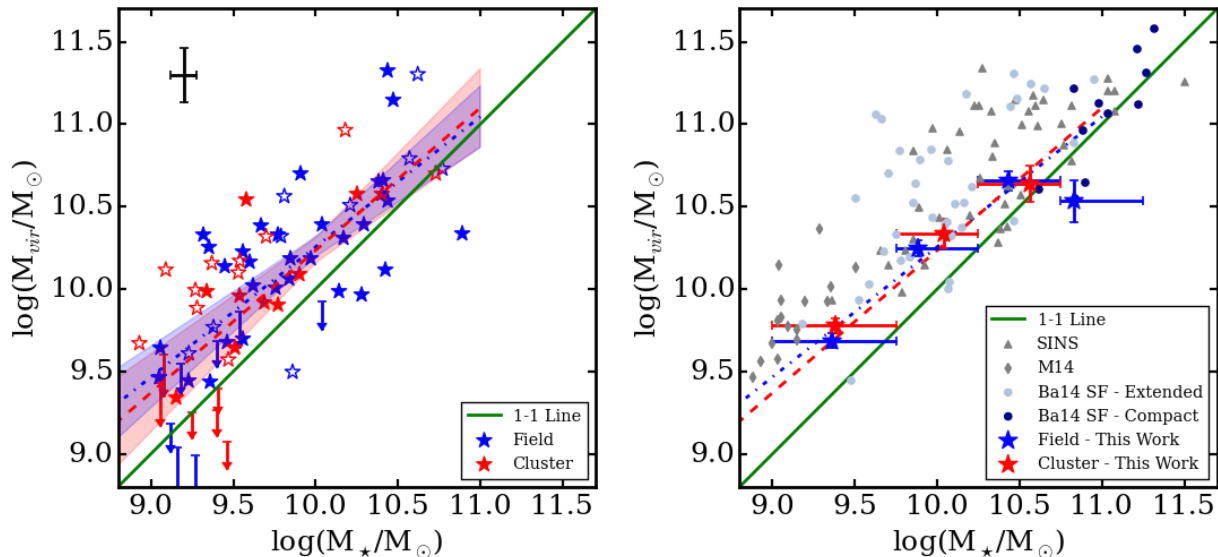 11.5
11.0
10.5
10.0
9.5
9.0
log(M_vir/M_⊙)
9.0 9.5 10.0 10.5 11.0 11.5
log(M_⋆/M_⊙)
1-1 Line
Field
Cluster
11.5
11.0
10.5
10.0
9.5
9.0
log(M_vir/M_⊙)
9.0 9.5 10.0 10.5 11.0 11.5
log(M_⋆/M_⊙)
1-1 Line
SINS
M14
Ba14 SF - Extended
Ba14 SF - Compact
Field - This Work
Cluster - This Work